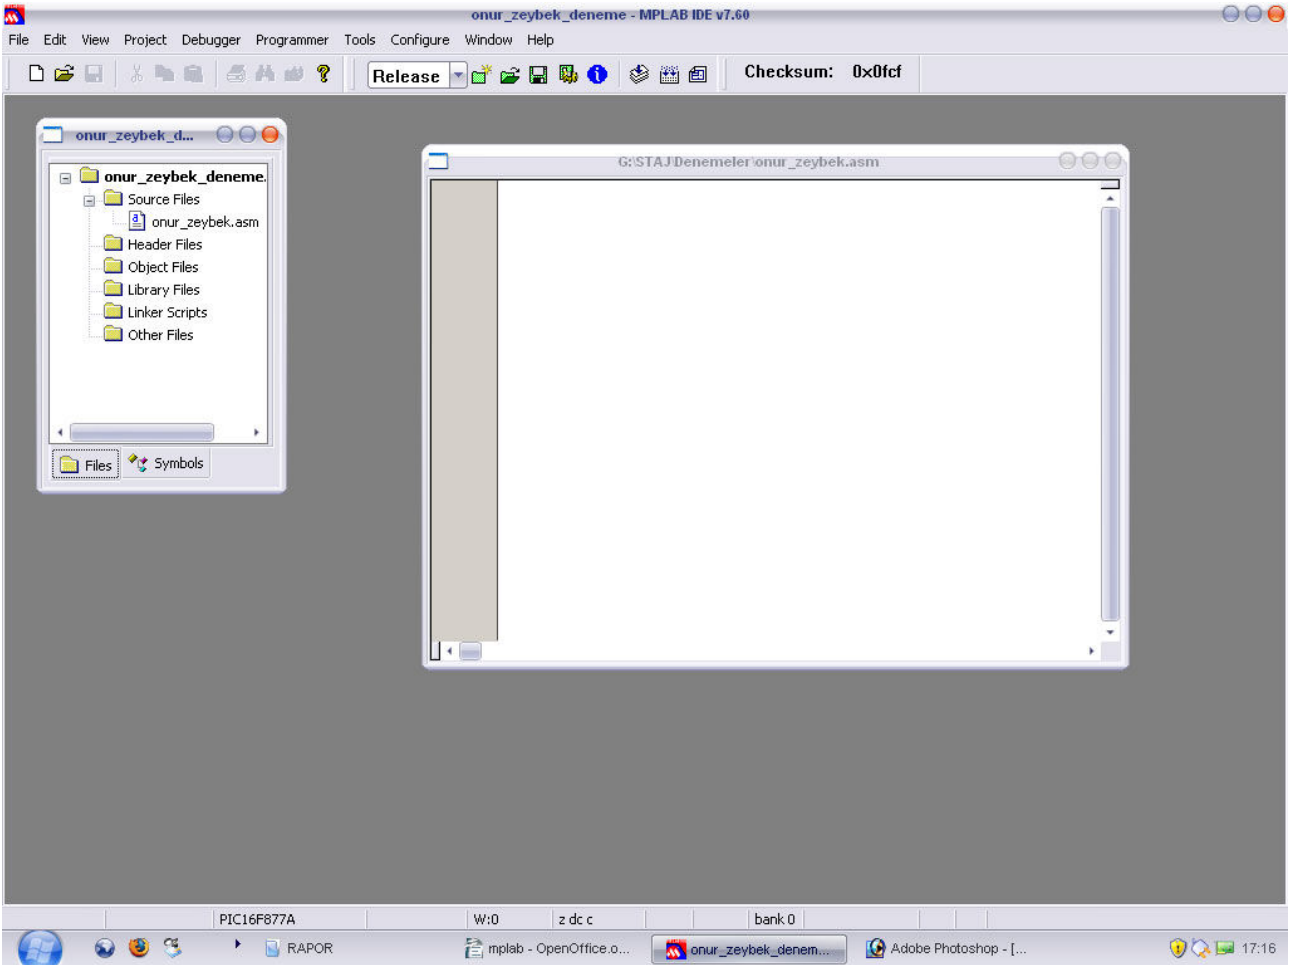 onur_zeybek_deneme - MPLAB IDE v7.60
File Edit View Project Debugger Programmer Tools Configure Window Help
Release Checksum: 0x0fcf
onur_zeybek_d...
onur_zeybek_deneme.
Source Files
onur_zeybek.asm
Header Files
Object Files
Library Files
Linker Scripts
Other Files
Files Symbols
G:\STAJ\Denemeler\onur_zeybek.asm
PIC16F877A W:0 z dc c bank 0
RAPOR mplab - OpenOffice.o... onur_zeybek_denem... Adobe Photoshop - [... 17:16